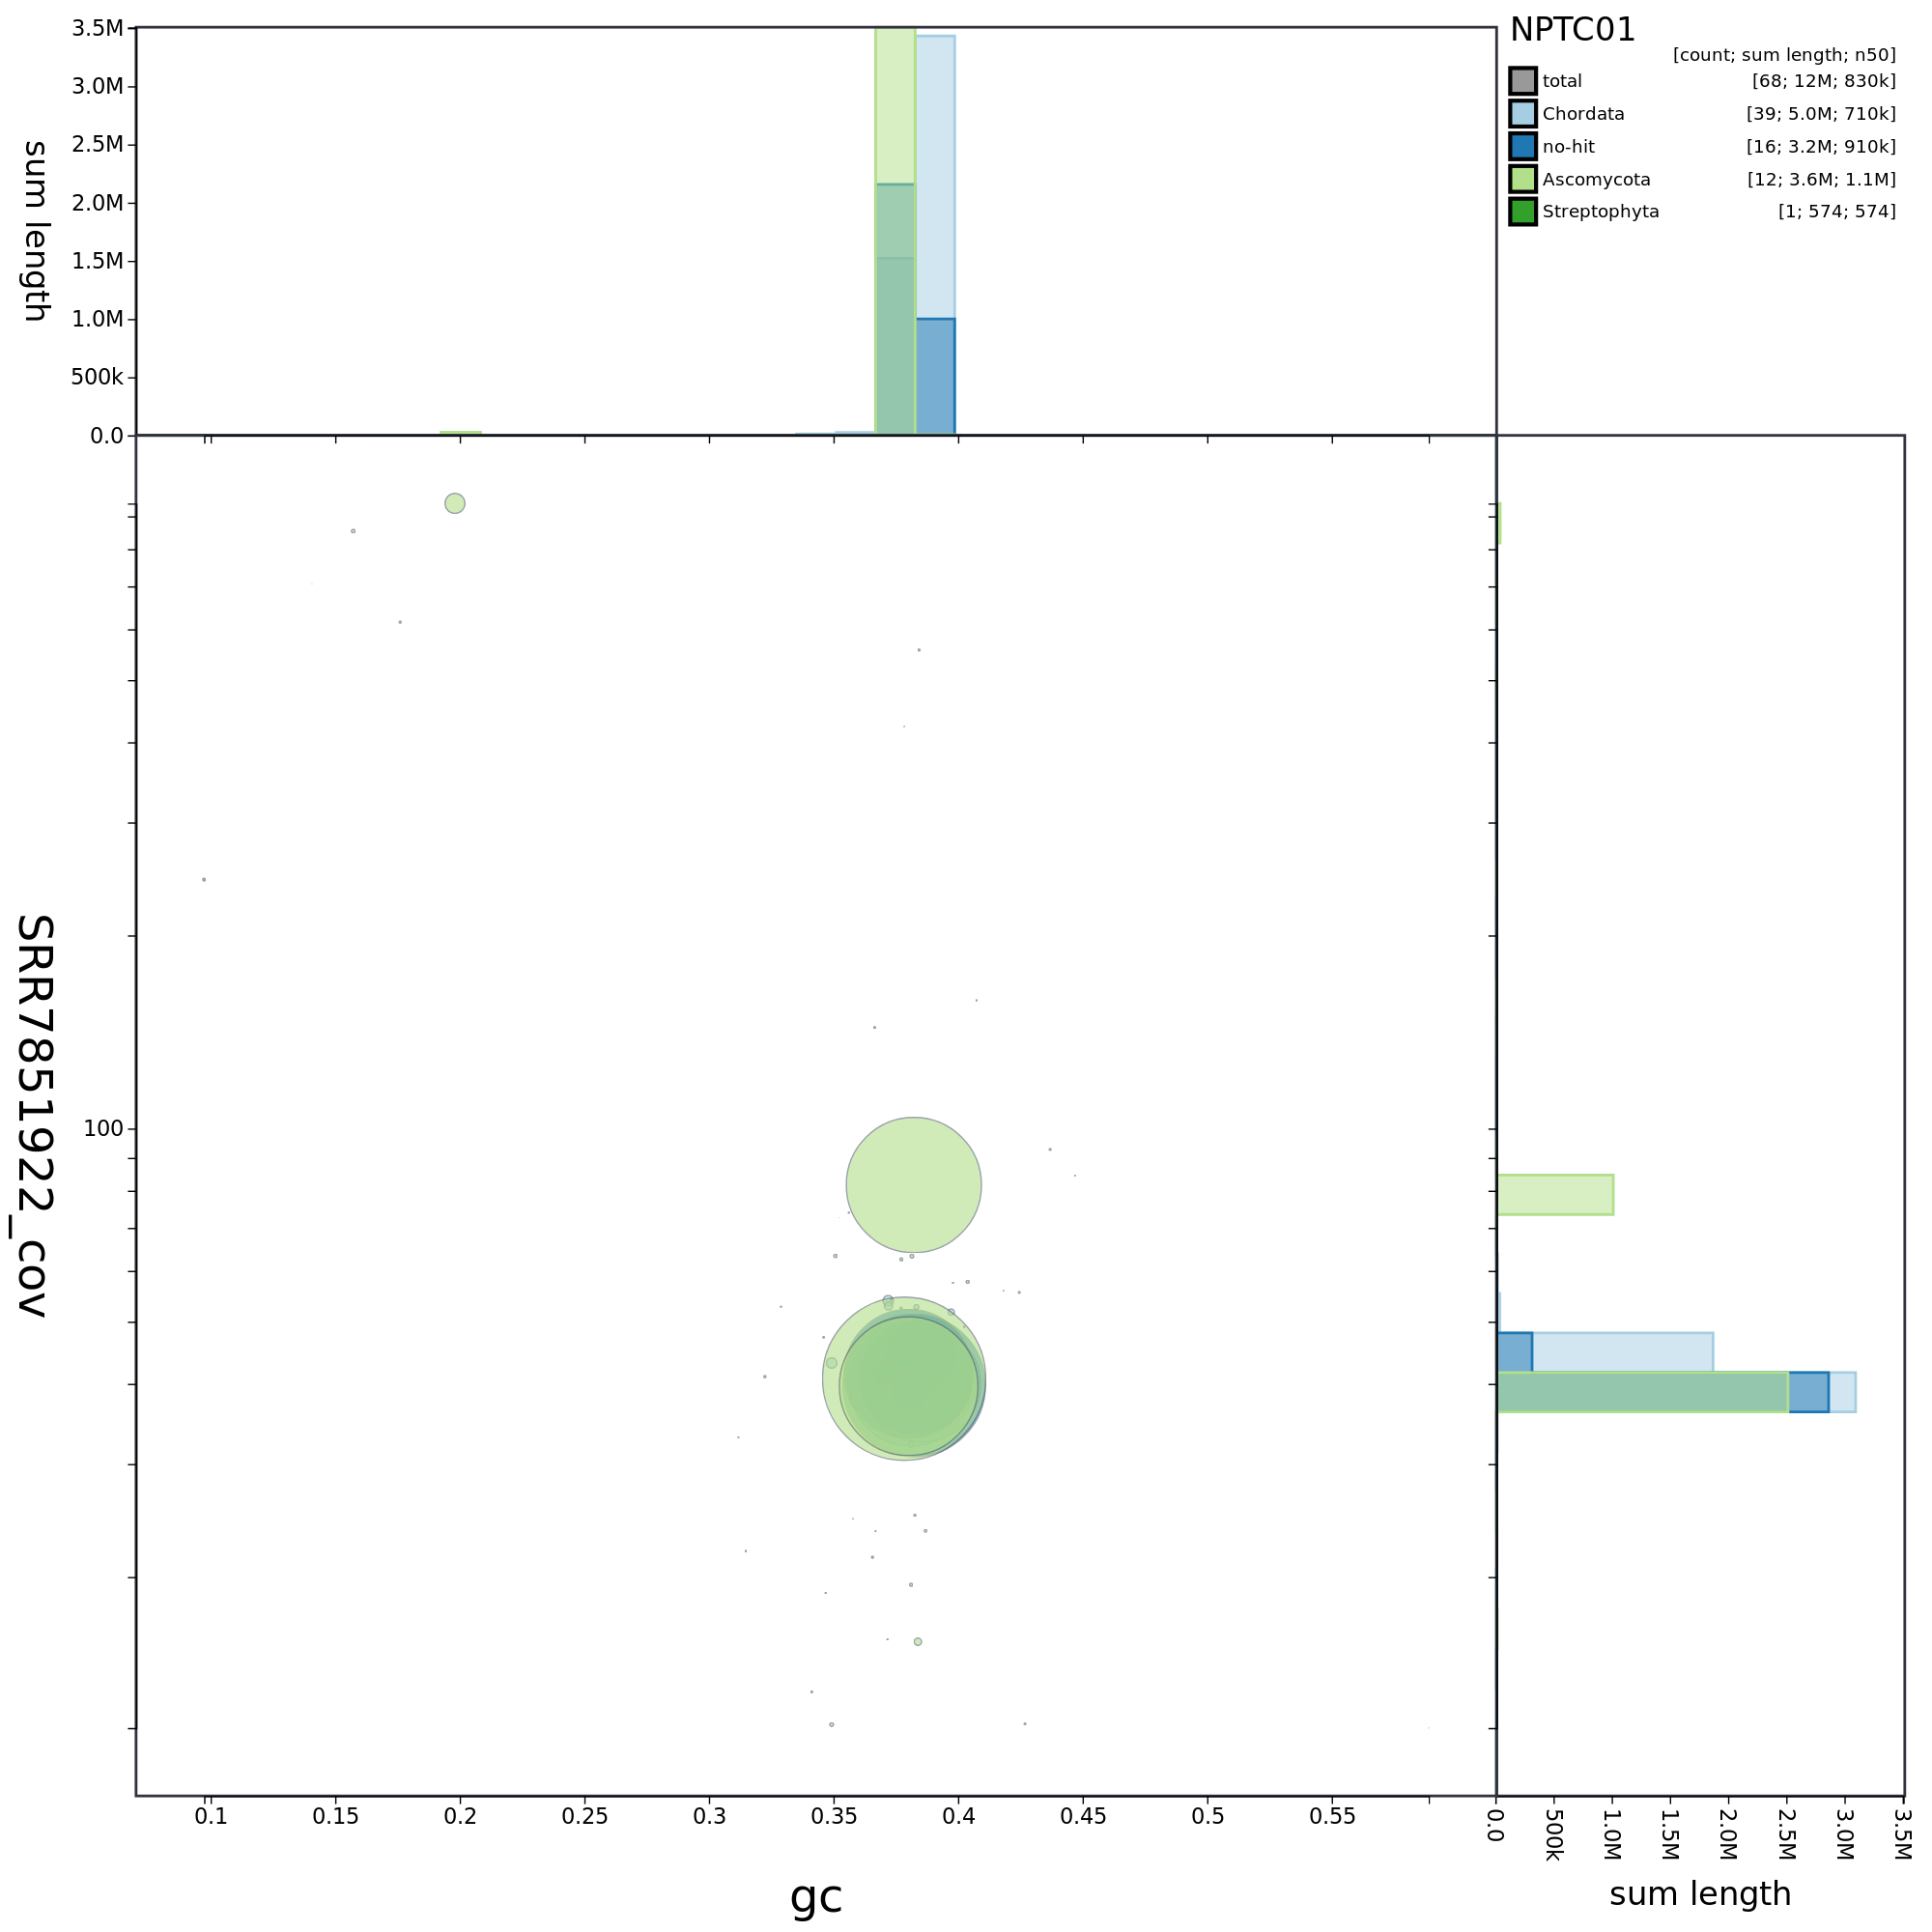 NPTC01
[count; sum length; n50]
total [68; 12M; 830k]
Chordata [39; 5.0M; 710k]
no-hit [16; 3.2M; 910k]
Ascomycota [12; 3.6M; 1.1M]
Streptophyta [1; 574; 574]
sum length
3.5M
3.0M
2.5M
2.0M
1.5M
1.0M
500k
0.0
SRR7851922_cov
100
0.1 0.15 0.2 0.25 0.3 0.35 0.4 0.45 0.5 0.55
gc
0.0 500k 1.0M 1.5M 2.0M 2.5M 3.0M 3.5M
sum length